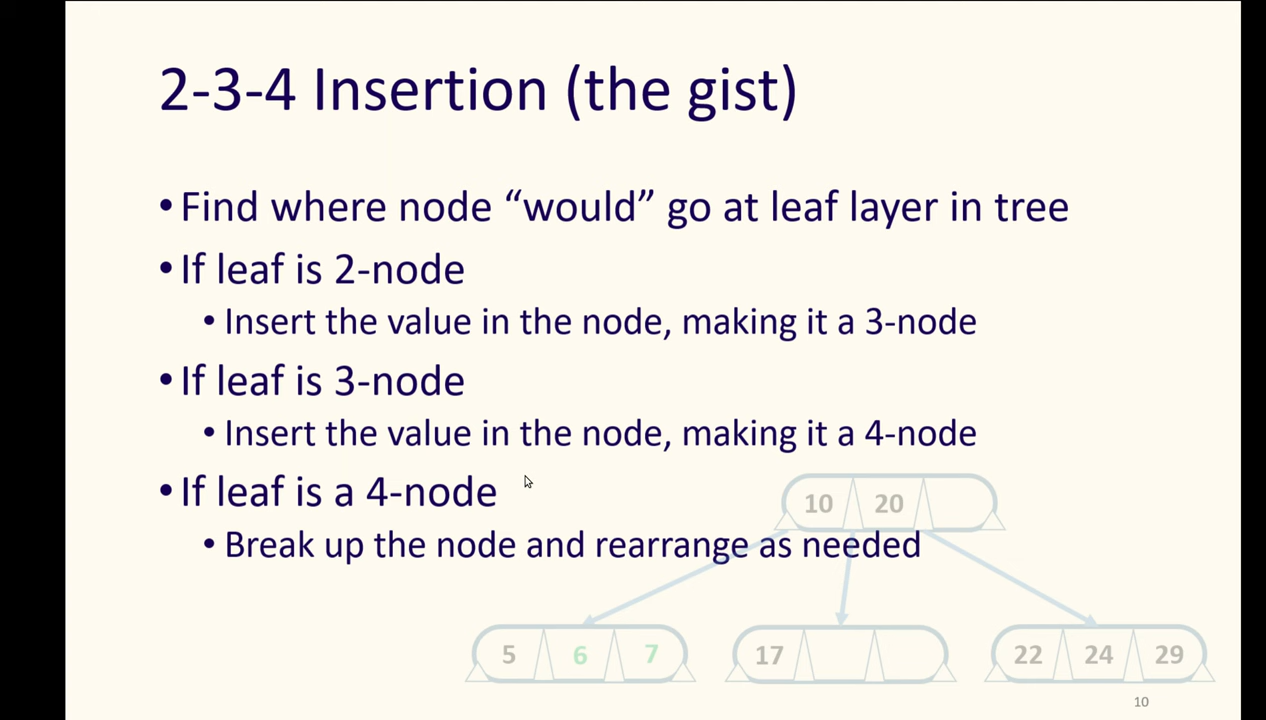 2-3-4 Insertion (the gist)
•Find where node “would” go at leaf layer in tree
•If leaf is 2-node
•Insert the value in the node, making it a 3-node
•If leaf is 3-node
•Insert the value in the node, making it a 4-node
•If leaf is a 4-node
•Break up the node and rearrange as needed
10 20
5 6 7 17 22 24 29
10